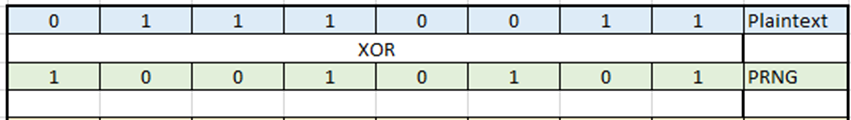 0 1 1 1 0 0 1 1 Plaintext
XOR
1 0 0 1 0 1 0 1 PRNG